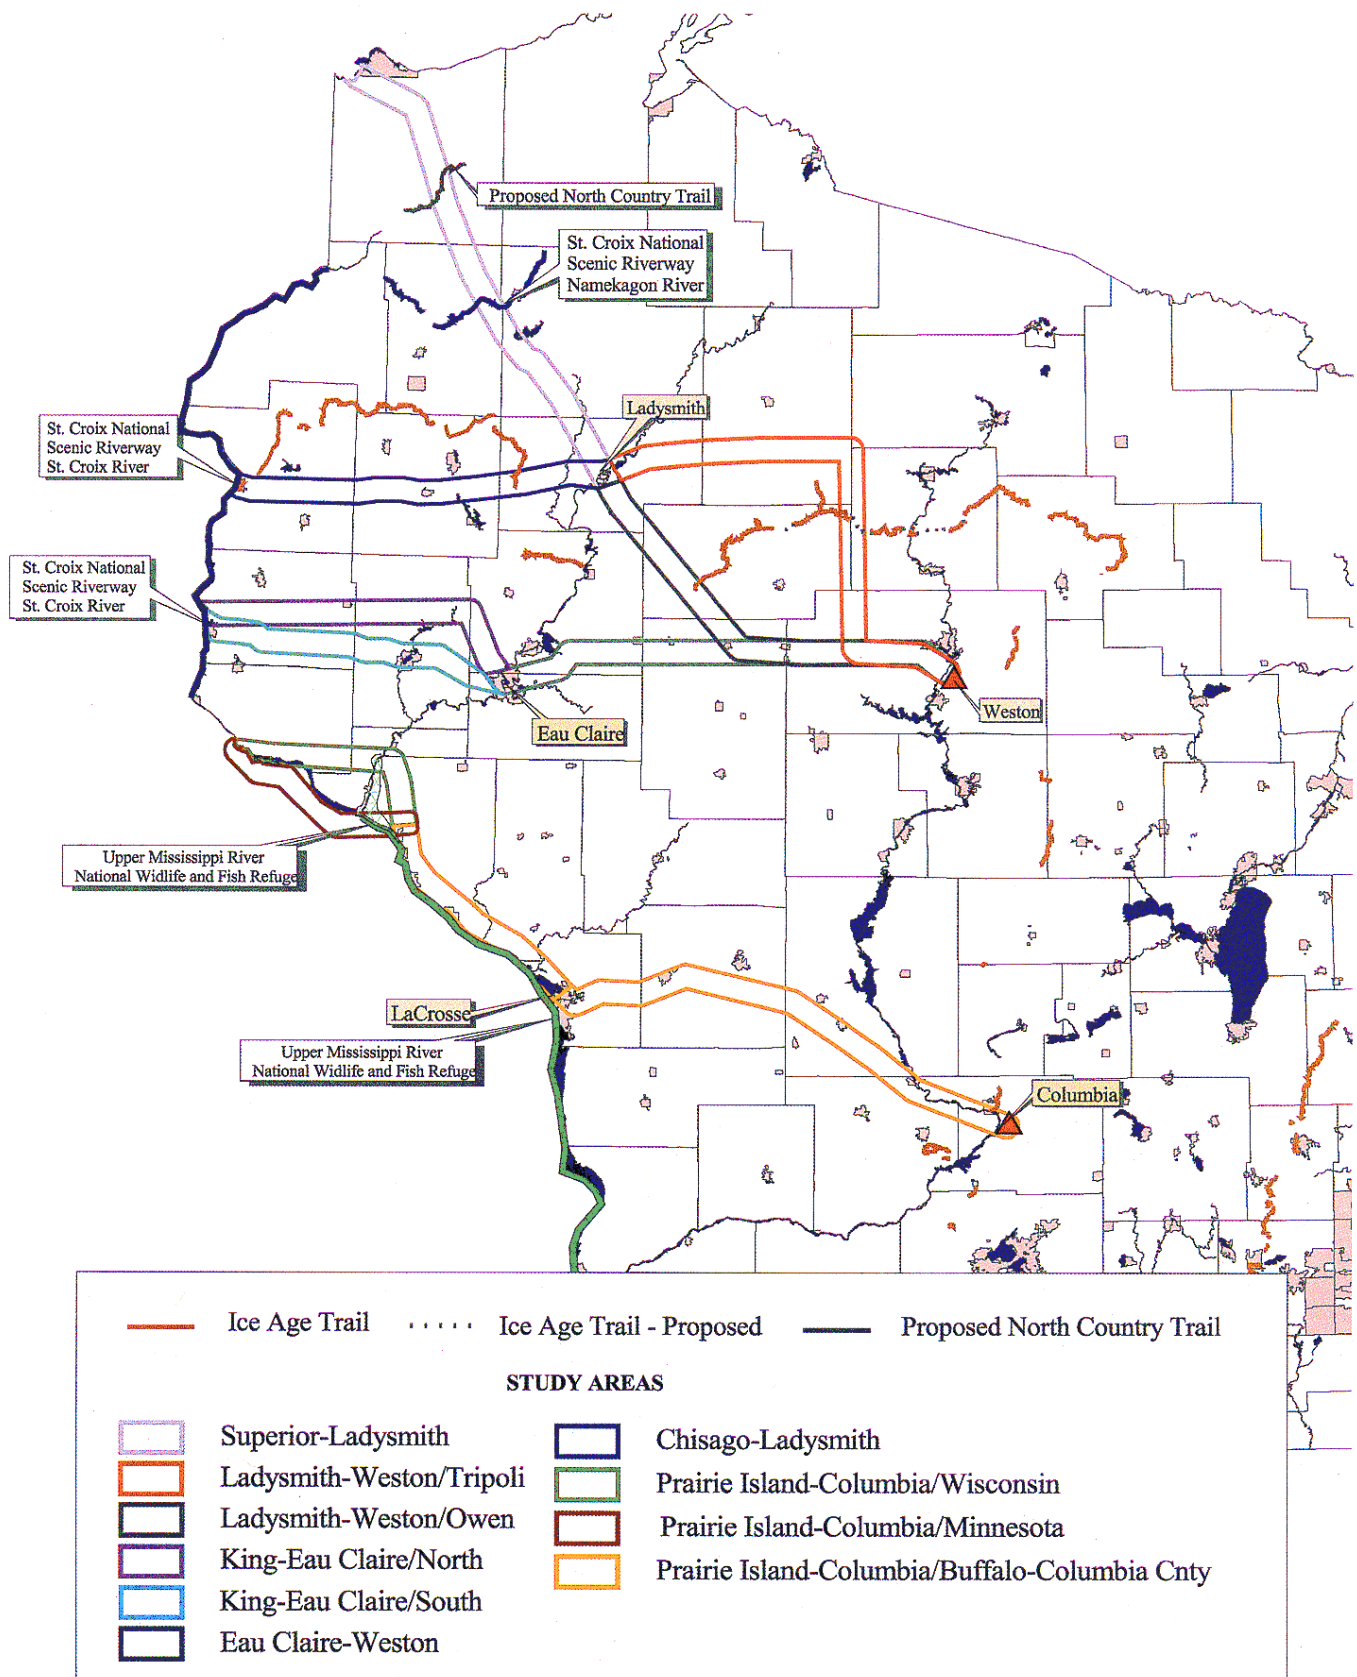 Proposed North Country Trail
St. Croix National
Scenic Riverway
Namekagon River
Ladysmith
St. Croix National
Scenic Riverway
St. Croix River
St. Croix National
Scenic Riverway
St. Croix River
Weston
Eau Claire
Upper Mississippi River
National Widlife and Fish Refuge
LaCrosse
Upper Mississippi River
National Widlife and Fish Refuge
Columbia
Ice Age Trail
Ice Age Trail - Proposed
Proposed North Country Trail
STUDY AREAS
Superior-Ladysmith
Ladysmith-Weston/Tripoli
Ladysmith-Weston/Owen
King-Eau Claire/North
King-Eau Claire/South
Eau Claire-Weston
Chisago-Ladysmith
Prairie Island-Columbia/Wisconsin
Prairie Island-Columbia/Minnesota
Prairie Island-Columbia/Buffalo-Columbia Cnty